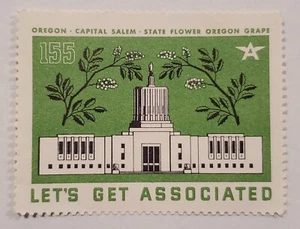 OREGON - CAPITAL SALEM - STATE FLOWER OREGON GRAPE
155
A
LET'S GET ASSOCIATED